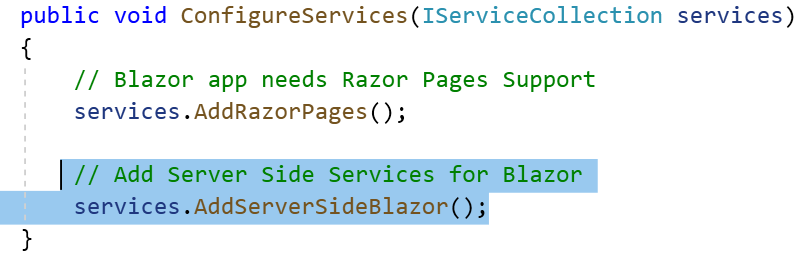 public void ConfigureServices(IServiceCollection services)
{
    // Blazor app needs Razor Pages Support
    services.AddRazorPages();

    // Add Server Side Services for Blazor
    services.AddServerSideBlazor();
}